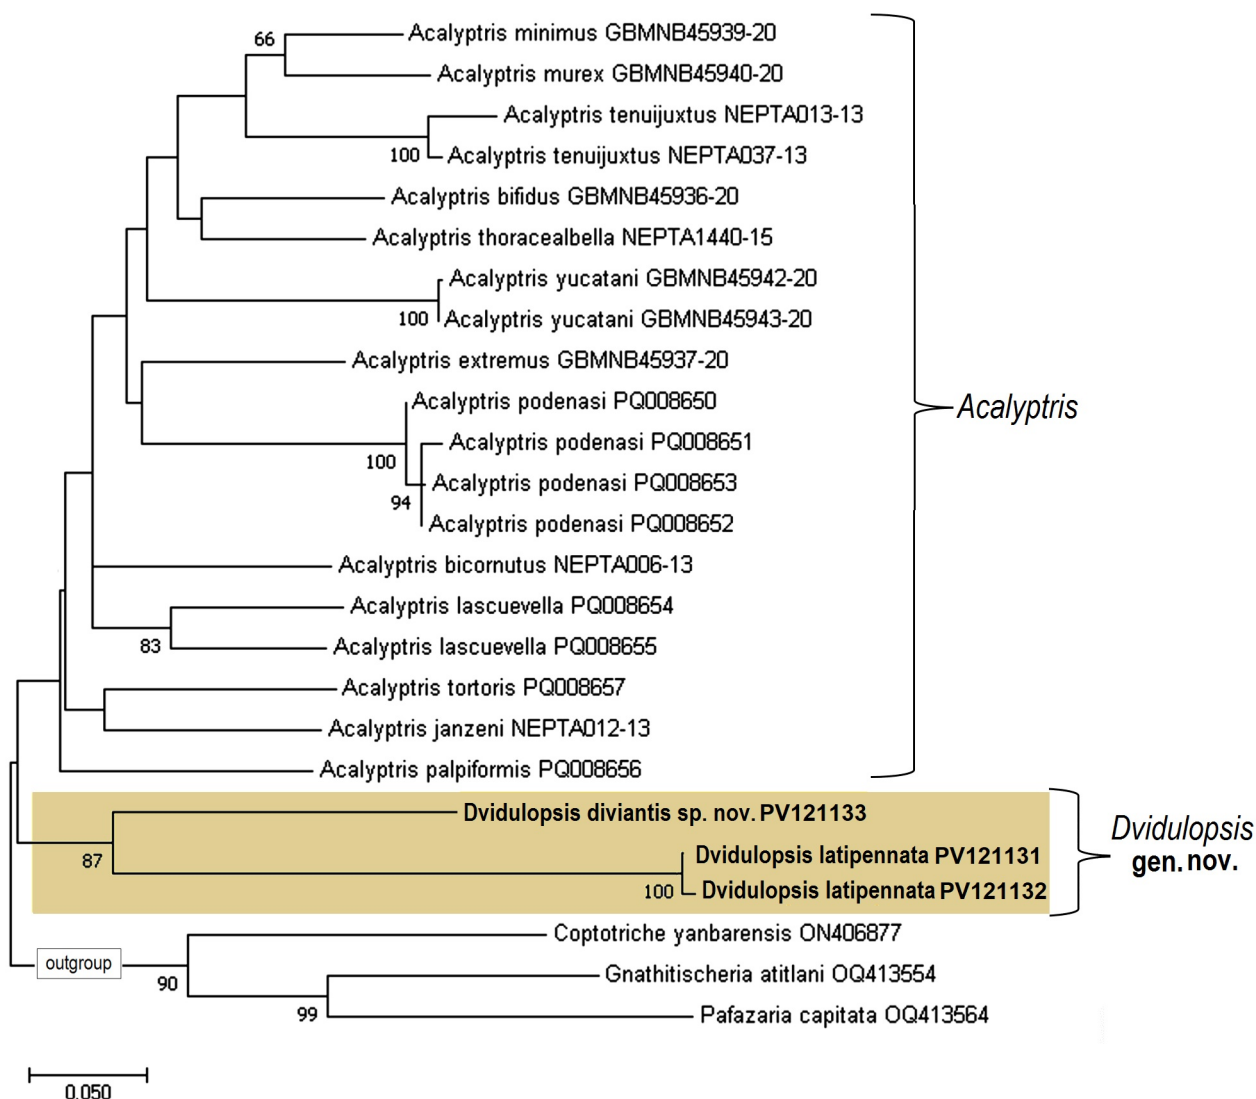 66
Acalyptris minimus GBMNB45939-20
Acalyptris murex GBMNB45940-20
Acalyptris tenuijuxtus NEPTA013-13
100
Acalyptris tenuijuxtus NEPTA037-13
Acalyptris bifidus GBMNB45936-20
Acalyptris thoracealbella NEPTA1440-15
Acalyptris yucatani GBMNB45942-20
100
Acalyptris yucatani GBMNB45943-20
Acalyptris extremus GBMNB45937-20
Acalyptris podenasi PQ008650
Acalyptris
Acalyptris podenasi PQ008651
100
Acalyptris podenasi PQ008653
94
Acalyptris podenasi PQ008652
Acalyptris bicornutus NEPTA006-13
Acalyptris lascuevella PQ008654
83
Acalyptris lascuevella PQ008655
Acalyptris tortoris PQ008657
Acalyptris janzeni NEPTA012-13
Acalyptris palpiformis PQ008656
Dvidulopsis diviantis sp. nov. PV121133
Dvidulopsis
gen. nov.
87
Dvidulopsis latipennata PV121131
100
Dvidulopsis latipennata PV121132
Coptotriche yanbarensis ON406877
outgroup
90
Gnathitischeria atitlani OQ413554
99
Pafazaria capitata OQ413564
0.050